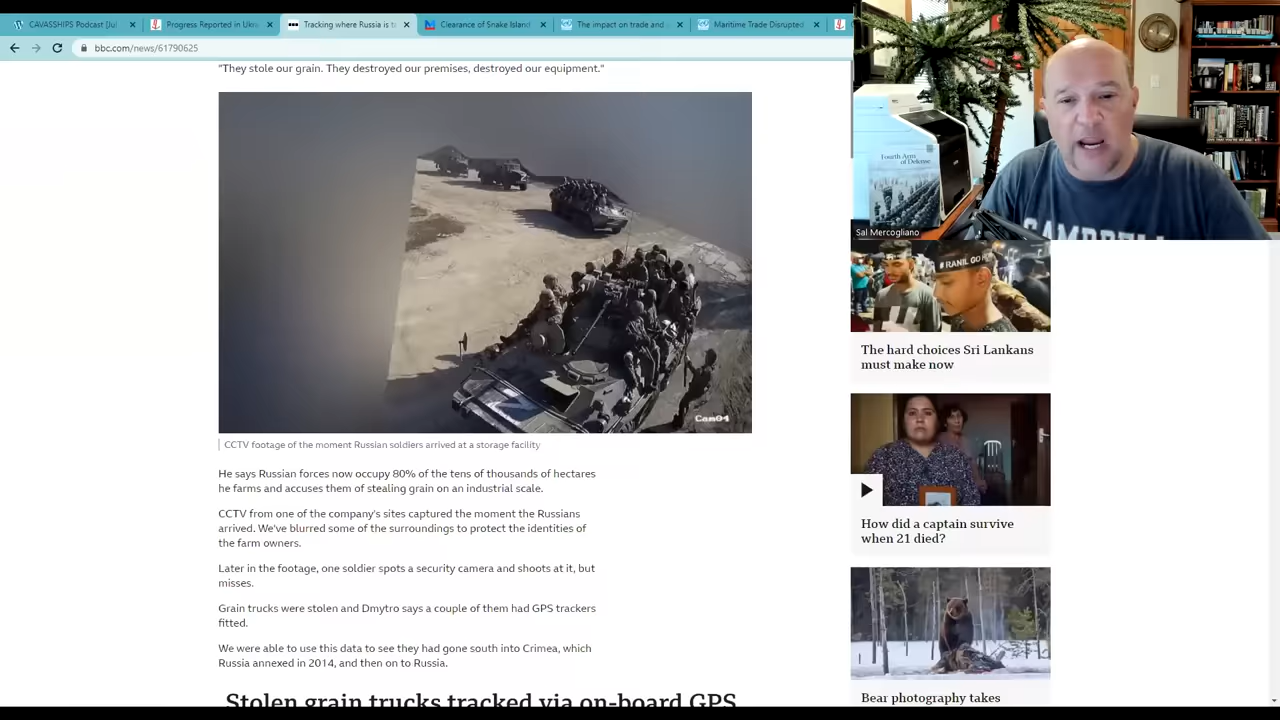 CAVASSHIPS Podcast [Jul
Progress Reported in Ukra
Tracking where Russia is t
Clearance of Snake Island
The impact on trade and
Maritime Trade Disrupted
bbc.com/news/61790625
"They stole our grain. They destroyed our premises, destroyed our equipment."
Z
Cam04
CCTV footage of the moment Russian soldiers arrived at a storage facility
He says Russian forces now occupy 80% of the tens of thousands of hectares
he farms and accuses them of stealing grain on an industrial scale.
CCTV from one of the company's sites captured the moment the Russians
arrived. We've blurred some of the surroundings to protect the identities of
the farm owners.
Later in the footage, one soldier spots a security camera and shoots at it, but
misses.
Grain trucks were stolen and Dmytro says a couple of them had GPS trackers
fitted.
We were able to use this data to see they had gone south into Crimea, which
Russia annexed in 2014, and then on to Russia.
Stolen grain trucks tracked via on-board GPS
Fourth Arm
of Defense
CAMPBELL
Sal Mercogliano
# RANIL GO
The hard choices Sri Lankans
must make now
How did a captain survive
when 21 died?
Bear photography takes